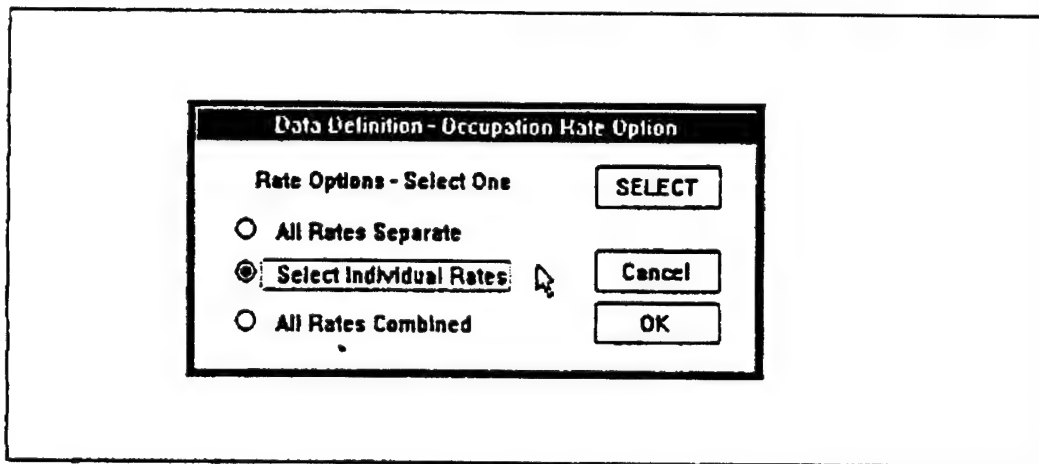 Data Definition - Occupation Rate Option
Rate Options - Select One
SELECT
All Rates Separate
Select Individual Rates
Cancel
All Rates Combined
OK